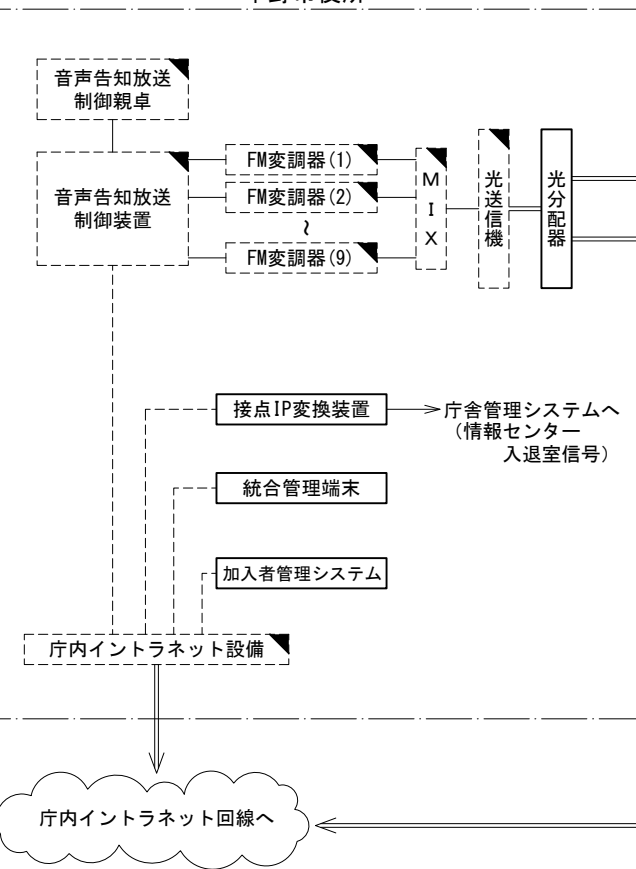 音声告知放送
制御親卓
音声告知放送
制御装置
FM変調器(1)
FM変調器(2)
~
FM変調器(9)
MIX
光送信機
光分配器
接点IP変換装置
庁舎管理システムへ
(情報センター
入退室信号)
統合管理端末
加入者管理システム
庁内イントラネット設備
庁内イントラネット回線へ